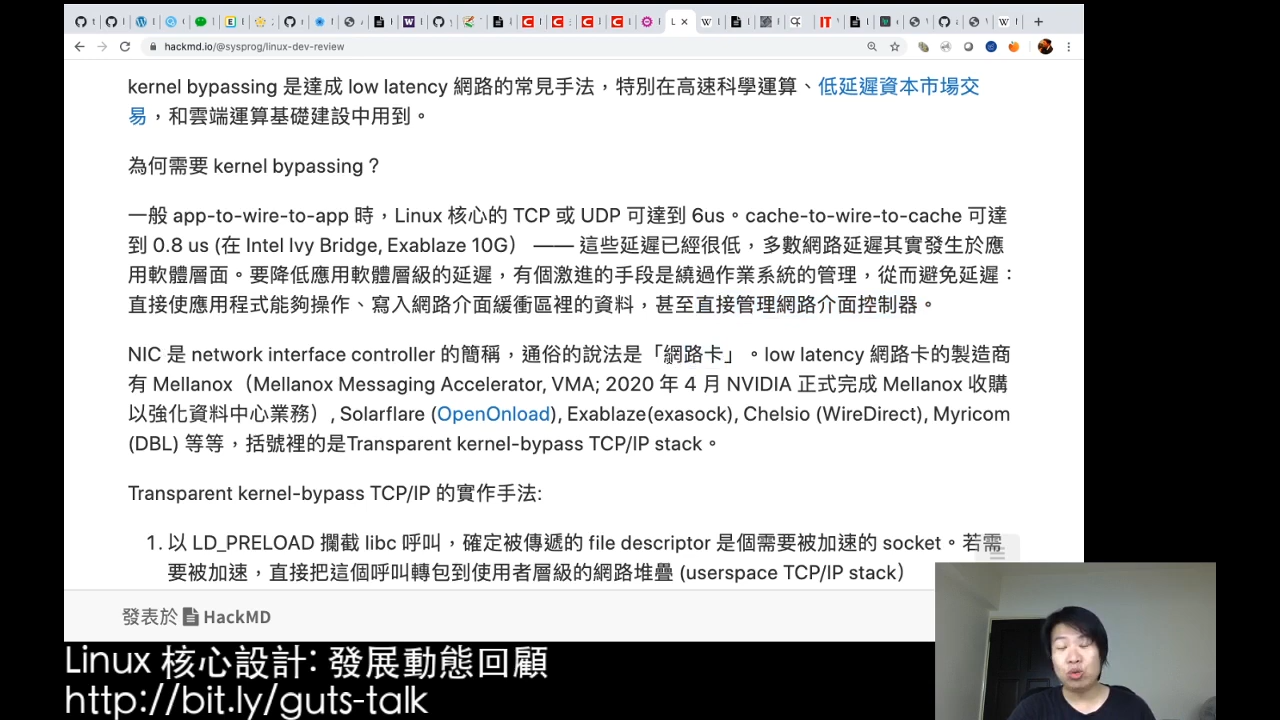 hackmd.io/@sysprog/linux-dev-review
kernel bypassing 是達成 low latency 網路的常見手法，特別在高速科學運算、低延遲資本市場交
易，和雲端運算基礎建設中用到。
為何需要 kernel bypassing？
一般 app-to-wire-to-app 時，Linux 核心的 TCP 或 UDP 可達到 6us。cache-to-wire-to-cache 可達
到 0.8 us (在 Intel Ivy Bridge, Exablaze 10G） —— 這些延遲已經很低，多數網路延遲其實發生於應
用軟體層面。要降低應用軟體層級的延遲，有個激進的手段是繞過作業系統的管理，從而避免延遲：
直接使應用程式能夠操作、寫入網路介面緩衝區裡的資料，甚至直接管理網路介面控制器。
NIC 是 network interface controller 的簡稱，通俗的說法是「網路卡」。low latency 網路卡的製造商
有 Mellanox（Mellanox Messaging Accelerator, VMA; 2020 年 4 月 NVIDIA 正式完成 Mellanox 收購
以強化資料中心業務）, Solarflare (OpenOnload), Exablaze(exasock), Chelsio (WireDirect), Myricom
(DBL) 等等，括號裡的是Transparent kernel-bypass TCP/IP stack。
Transparent kernel-bypass TCP/IP 的實作手法:
1. 以 LD_PRELOAD 攔截 libc 呼叫，確定被傳遞的 file descriptor 是個需要被加速的 socket。若需
要被加速，直接把這個呼叫轉包到使用者層級的網路堆疊 (userspace TCP/IP stack）
發表於 HackMD
Linux 核心設計: 發展動態回顧
http://bit.ly/guts-talk